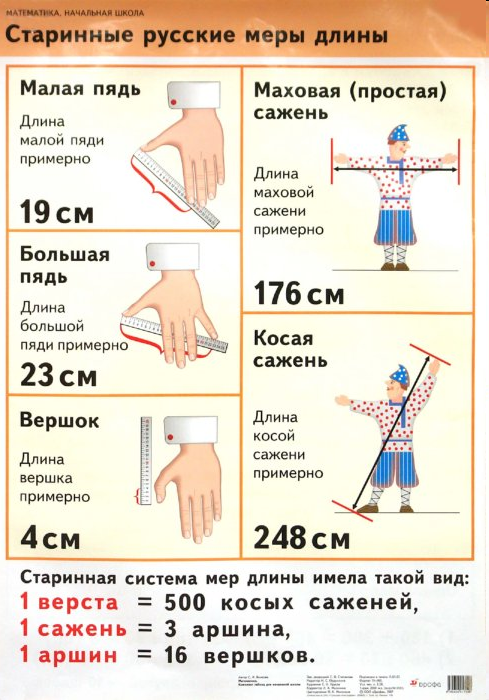 МАТЕМАТИКА. НАЧАЛЬНАЯ ШКОЛА
Старинные русские меры длины
Малая пядь
Длина
малой пяди
примерно
19 см
Большая
пядь
Длина
большой
пяди примерно
23 см
Вершок
Длина
вершка
примерно
4 см
Маховая (простая)
сажень
Длина
маховой
сажени
примерно
176 см
Косая
сажень
Длина
косой
сажени
примерно
248 см
Старинная система мер длины имела такой вид:
1 верста = 500 косых саженей,
1 сажень = 3 аршина,
1 аршин = 16 вершков.
дрофа